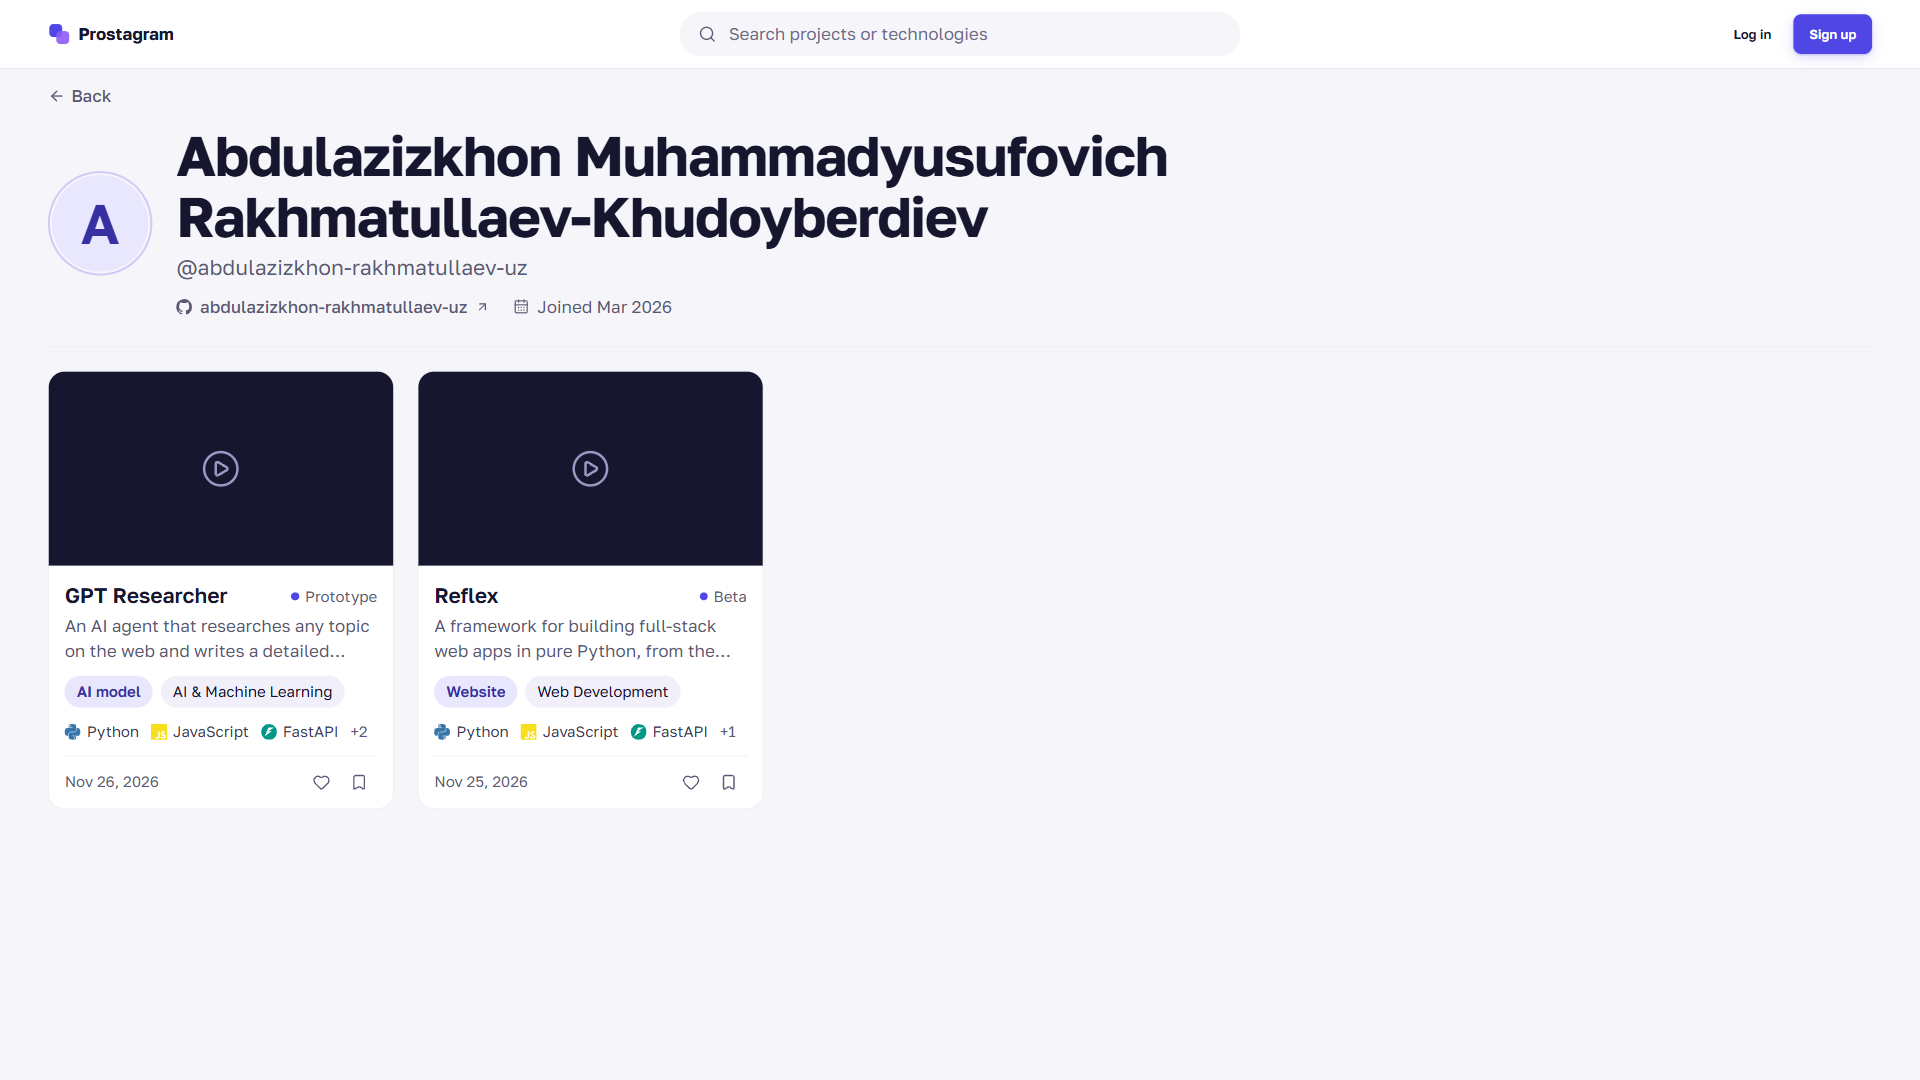 Prostagram
Search projects or technologies
Log in
Sign up
Back
A
Abdulazizkhon Muhammadyusufovich
Rakhmatullaev-Khudoyberdiev
@abdulazizkhon-rakhmatullaev-uz
abdulazizkhon-rakhmatullaev-uz
Joined Mar 2026
GPT Researcher
Prototype
An AI agent that researches any topic
on the web and writes a detailed...
AI model
AI & Machine Learning
Python
JS
JavaScript
FastAPI
+2
Nov 26, 2026
Reflex
Beta
A framework for building full-stack
web apps in pure Python, from the...
Website
Web Development
Python
JS
JavaScript
FastAPI
+1
Nov 25, 2026